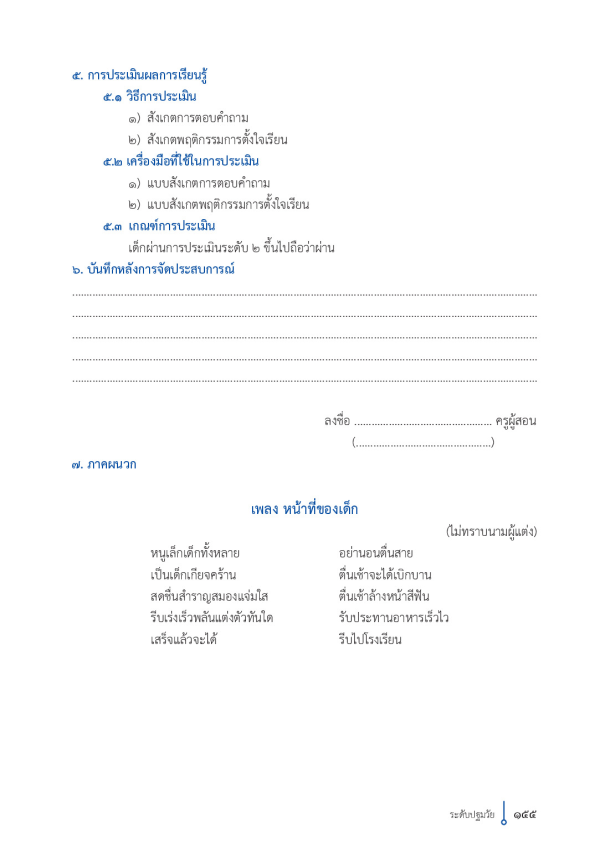 ๕. การประเมินผลการเรียนรู้
๕.๑ วิธีการประเมิน
๑) สังเกตการตอบคำถาม
๒) สังเกตพฤติกรรมการตั้งใจเรียน
๕.๒ เครื่องมือที่ใช้ในการประเมิน
๑) แบบสังเกตการตอบคำถาม
๒) แบบสังเกตพฤติกรรมการตั้งใจเรียน
๕.๓ เกณฑ์การประเมิน
เด็กผ่านการประเมินระดับ ๒ ขึ้นไปถือว่าผ่าน
๖. บันทึกหลังการจัดประสบการณ์
................................................................................
................................................................................
................................................................................
................................................................................
................................................................................
ลงชื่อ ................................................ ครูผู้สอน
(...............................................)
๗. ภาคผนวก
เพลง หน้าที่ของเด็ก
(ไม่ทราบนามผู้แต่ง)
หนูเล็กเด็กทั้งหลาย อย่านอนตื่นสาย
เป็นเด็กเกียจคร้าน ตื่นเช้าจะได้เบิกบาน
สดชื่นสำราญสมองแจ่มใส ตื่นเช้าล้างหน้าสีฟัน
รีบเร่งเร็วพลันแต่งตัวทันใด รับประทานอาหารเร็วไว
เสร็จแล้วจะได้ รีบไปโรงเรียน
ระดับปฐมวัย ๑๕๕